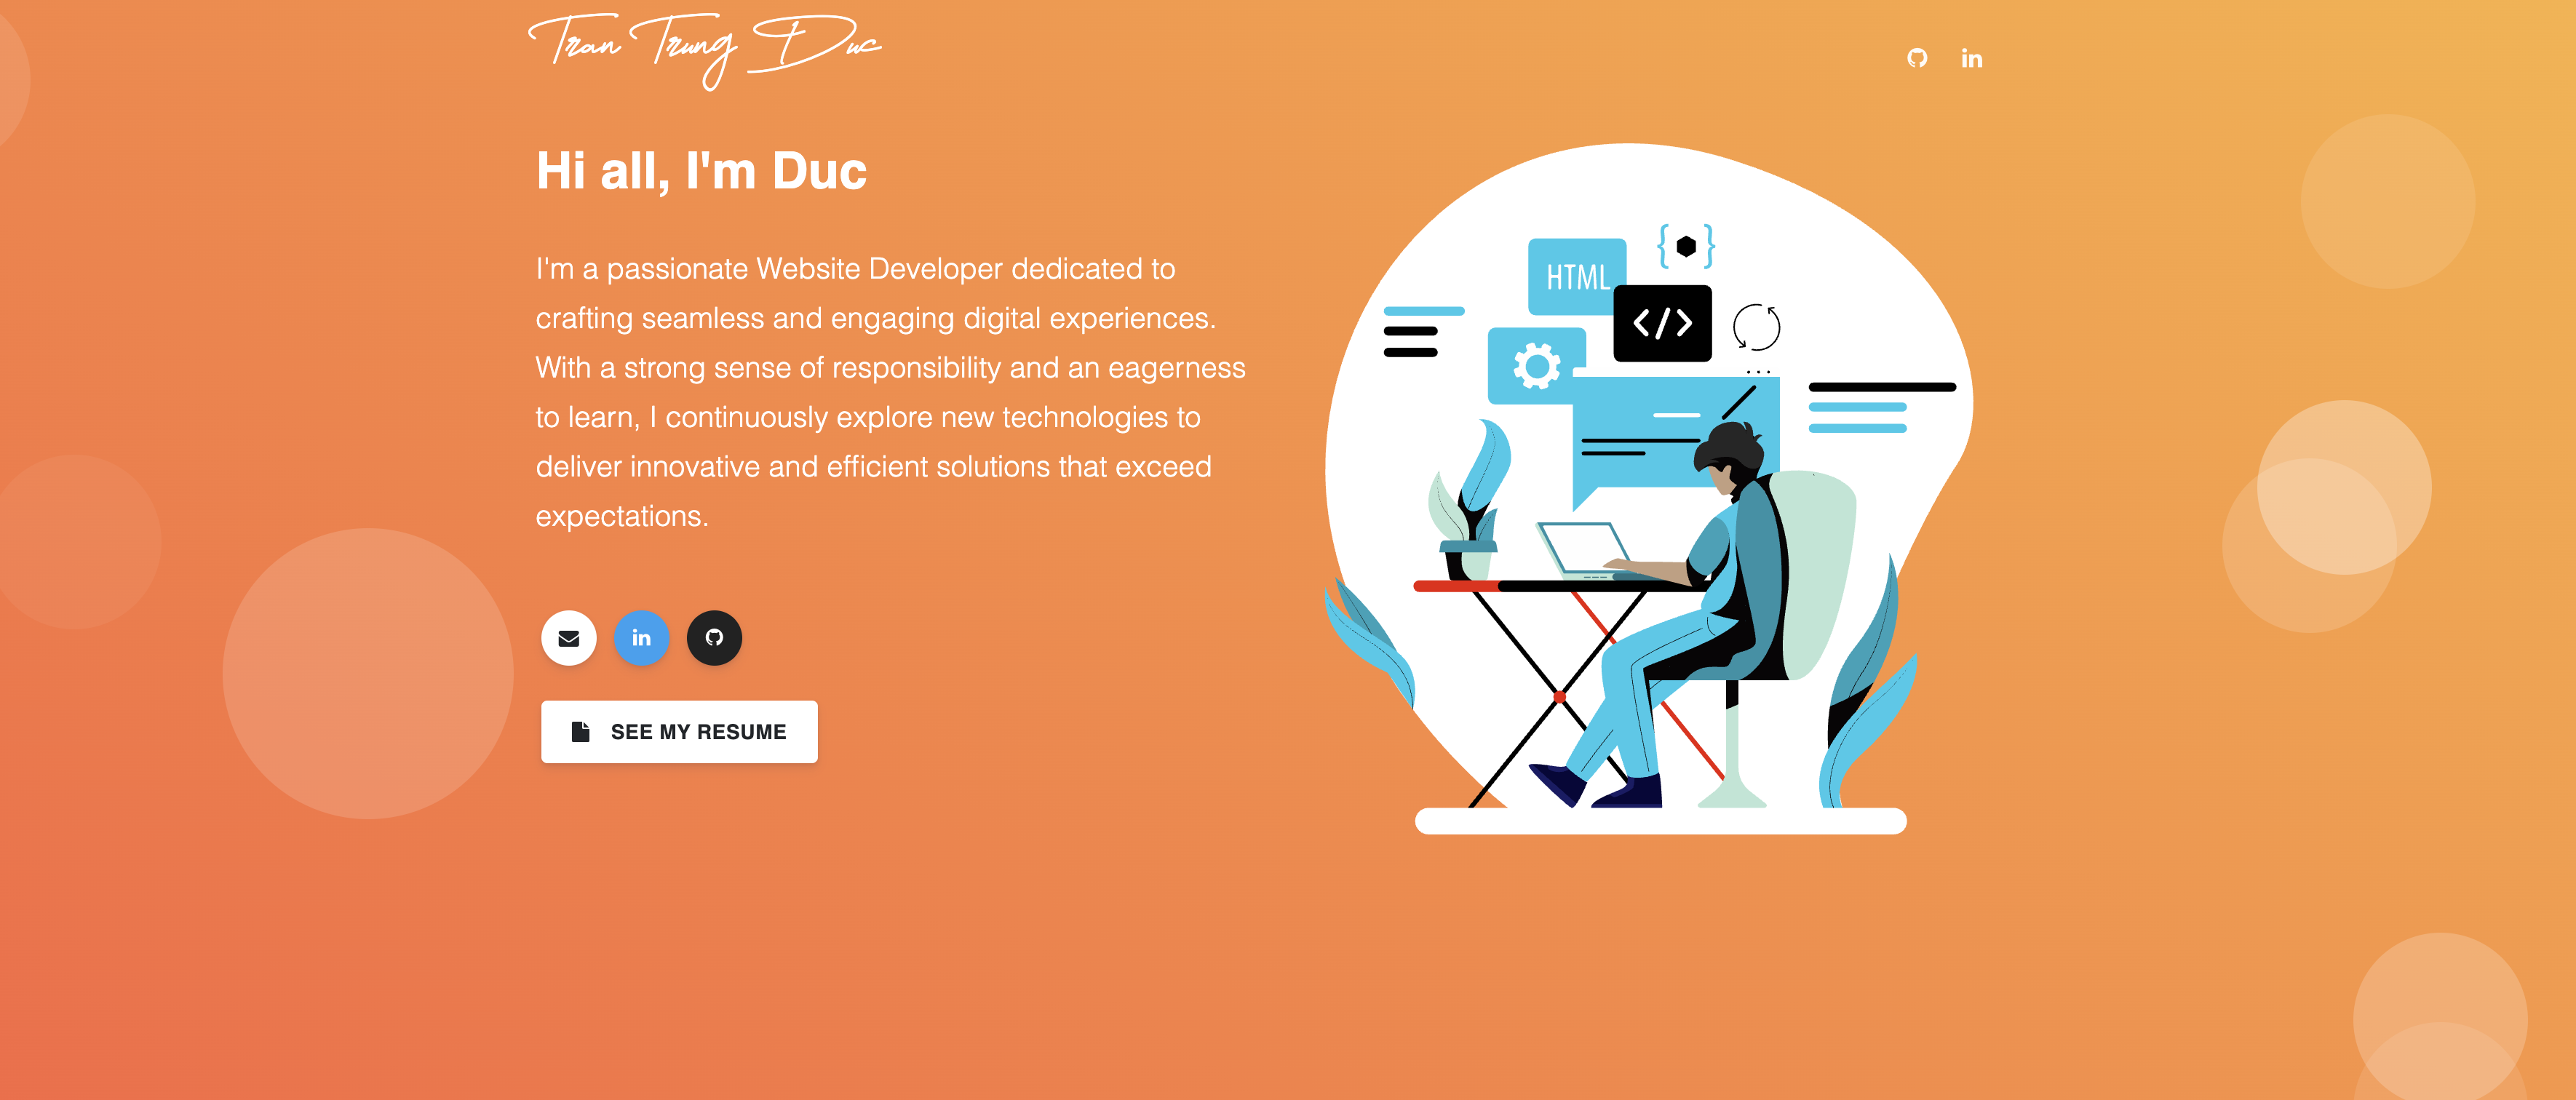 Tran Trung Duc
Hi all, I'm Duc
I'm a passionate Website Developer dedicated to
crafting seamless and engaging digital experiences.
With a strong sense of responsibility and an eagerness
to learn, I continuously explore new technologies to
deliver innovative and efficient solutions that exceed
expectations.
SEE MY RESUME
HTML